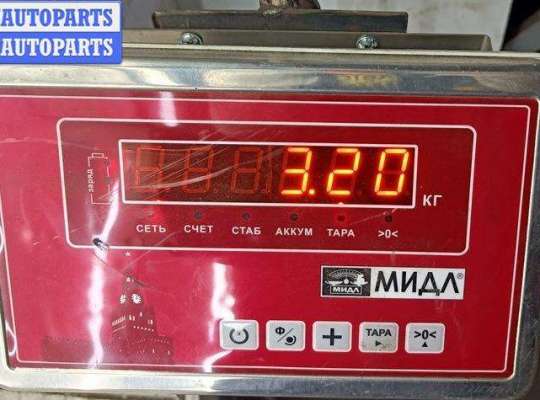 AUTOPARTS
AUTOPARTS
заряд
3.20
КГ
СЕТЬ СЧЕТ СТАБ АККУМ ТАРА >0<
МИДЛ МИДЛ®
Ф + ТАРА >0<